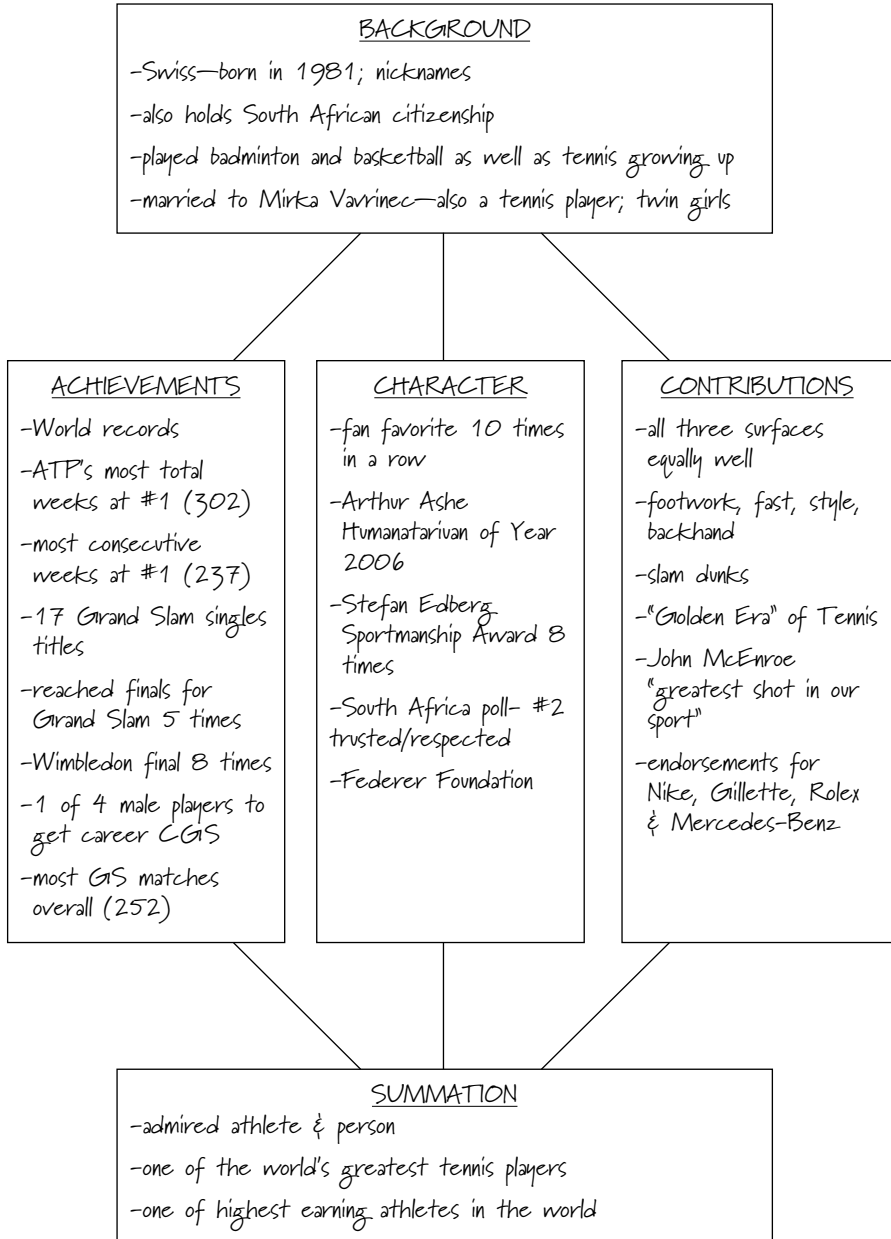 BACKGROUND
-Swiss—born in 1981; nicknames
-also holds South African citizenship
-played badminton and basketball as well as tennis growing up
-married to Mirka Vavrinec—also a tennis player; twin girls
ACHIEVEMENTS
-World records
-ATP's most total
weeks at #1 (302)
-most consecutive
weeks at #1 (237)
-17 Grand Slam singles
titles
-reached finals for
Grand Slam 5 times
-Wimbledon final 8 times
-1 of 4 male players to
get career CGS
-most GS matches
overall (252)
CHARACTER
-fan favorite 10 times
in a row
-Arthur Ashe
Humanatarivan of Year
2006
-Stefan Edberg
Sportmanship Award 8
times
-South Africa poll- #2
trusted/respected
-Federer Foundation
CONTRIBUTIONS
-all three surfaces
equally well
-footwork, fast, style,
backhand
-slam dunks
-"Golden Era" of Tennis
-John McEnroe
"greatest shot in our
sport"
-endorsements for
Nike, Gillette, Rolex
& Mercedes-Benz
SUMMATION
-admired athlete & person
-one of the world's greatest tennis players
-one of highest earning athletes in the world